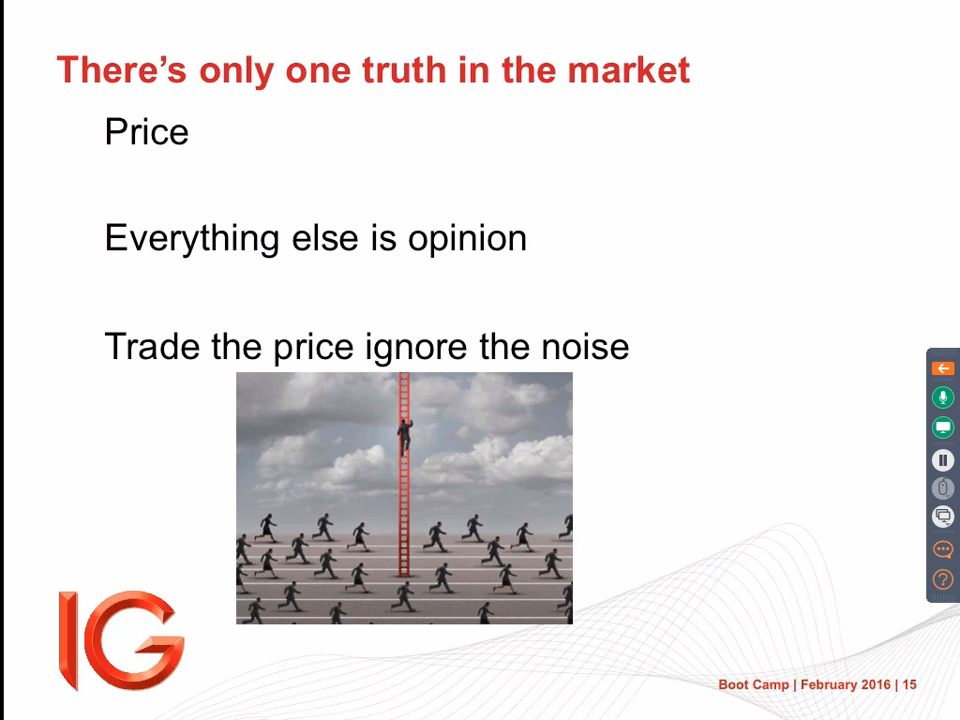 There's only one truth in the market
Price
Everything else is opinion
Trade the price ignore the noise
IG
Boot Camp | February 2016 | 15